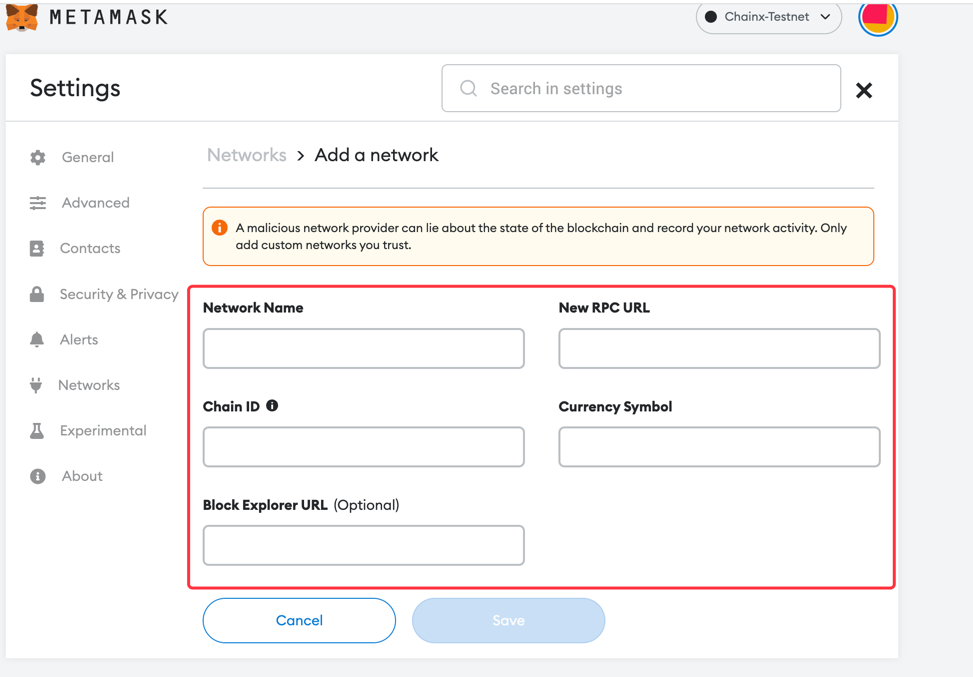 METAMASK
Chainx-Testnet
Settings
Search in settings
General
Advanced
Contacts
Security & Privacy
Alerts
Networks
Experimental
About
Networks > Add a network
A malicious network provider can lie about the state of the blockchain and record your network activity. Only
add custom networks you trust.
Network Name
New RPC URL
Chain ID
Currency Symbol
Block Explorer URL (Optional)
Cancel
Save